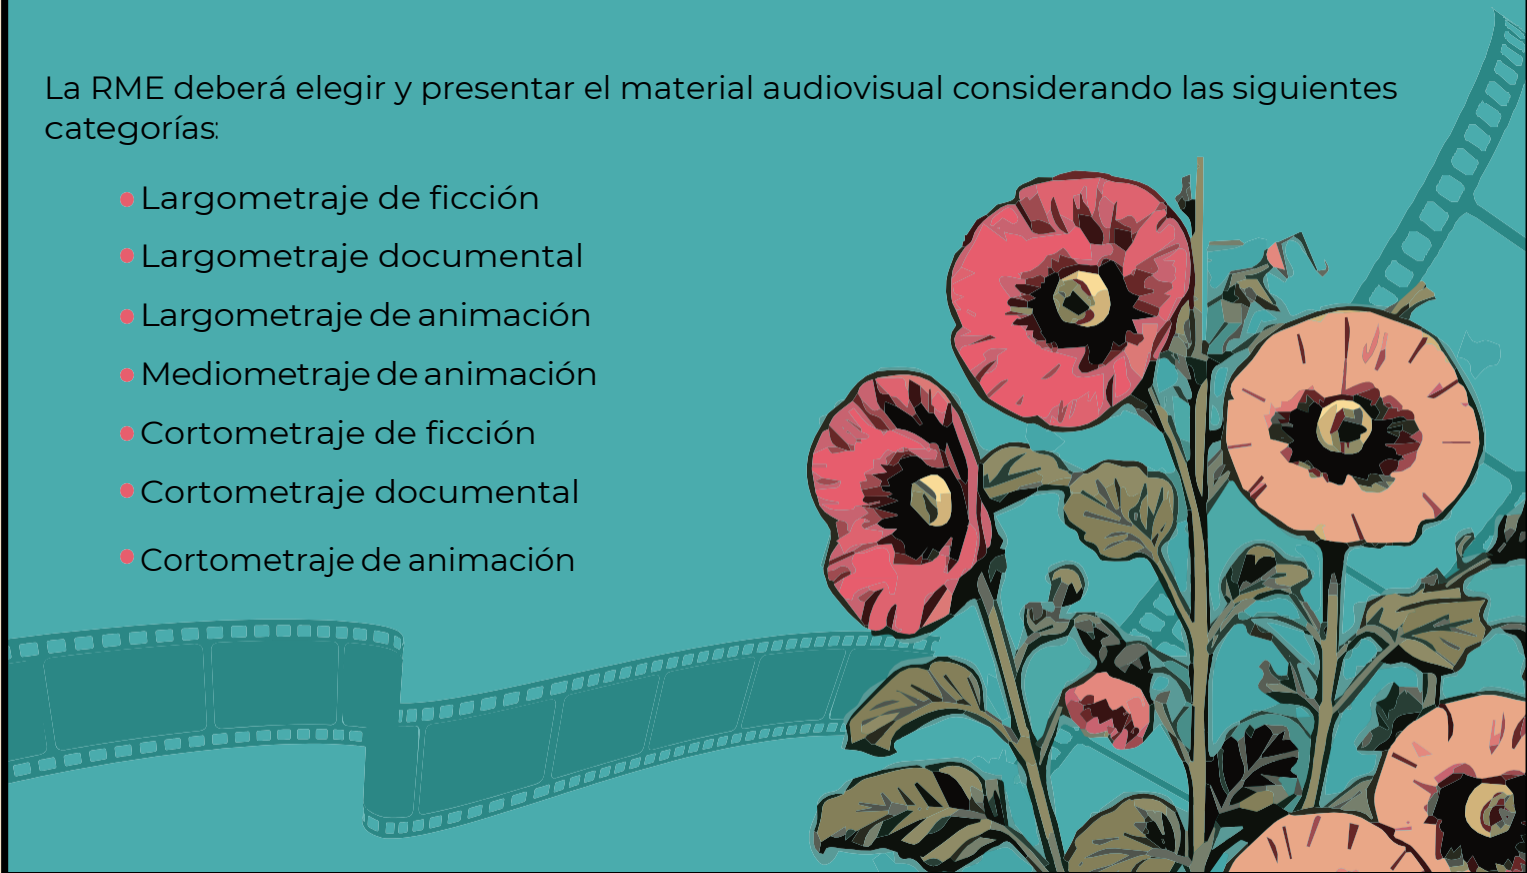 La RME deberá elegir y presentar el material audiovisual considerando las siguientes
categorías:
Largometraje de ficción
Largometraje documental
Largometraje de animación
Mediometraje de animación
Cortometraje de ficción
Cortometraje documental
Cortometraje de animación